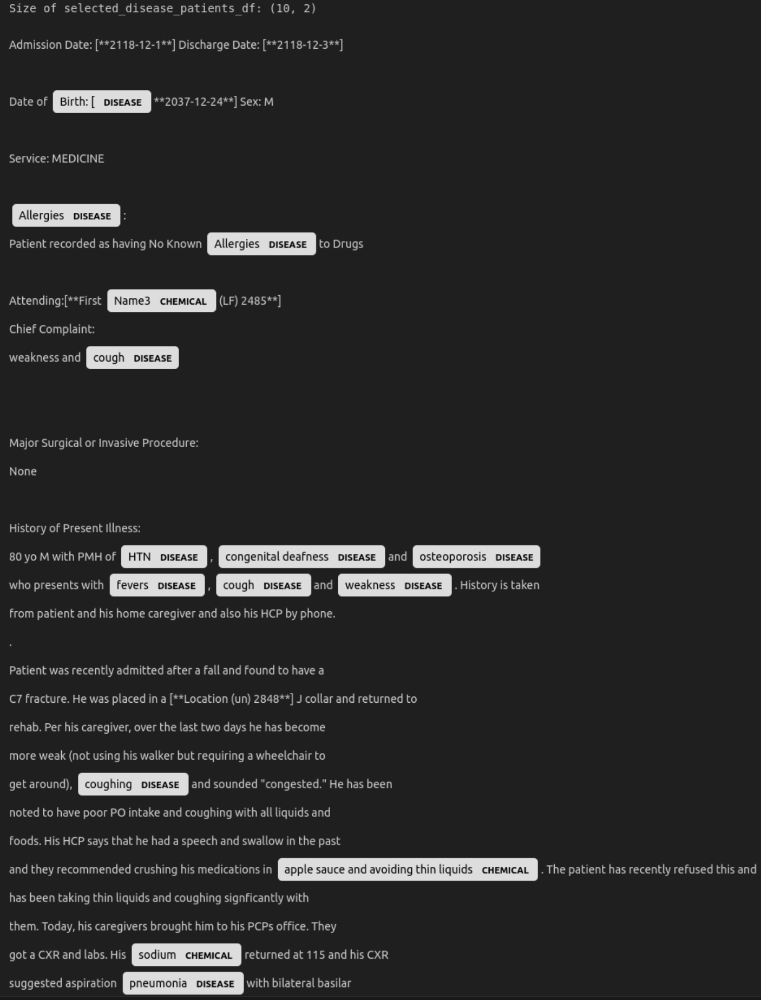 Size of selected_disease_patients_df: (10, 2)
Admission Date: [**2118-12-1**] Discharge Date: [**2118-12-3**]
Date of Birth: [ DISEASE **2037-12-24**] Sex: M
Service: MEDICINE
Allergies DISEASE :
Patient recorded as having No Known Allergies DISEASE to Drugs
Attending:[**First Name3 CHEMICAL (LF) 2485**]
Chief Complaint:
weakness and cough DISEASE
Major Surgical or Invasive Procedure:
None
History of Present Illness:
80 yo M with PMH of HTN DISEASE , congenital deafness DISEASE and osteoporosis DISEASE
who presents with fevers DISEASE , cough DISEASE and weakness DISEASE . History is taken
from patient and his home caregiver and also his HCP by phone.
.
Patient was recently admitted after a fall and found to have a
C7 fracture. He was placed in a [**Location (un) 2848**] J collar and returned to
rehab. Per his caregiver, over the last two days he has become
more weak (not using his walker but requiring a wheelchair to
get around), coughing DISEASE and sounded "congested." He has been
noted to have poor PO intake and coughing with all liquids and
foods. His HCP says that he had a speech and swallow in the past
and they recommended crushing his medications in apple sauce and avoiding thin liquids CHEMICAL . The patient has recently refused this and
has been taking thin liquids and coughing signficantly with
them. Today, his caregivers brought him to his PCPs office. They
got a CXR and labs. His sodium CHEMICAL returned at 115 and his CXR
suggested aspiration pneumonia DISEASE with bilateral basilar